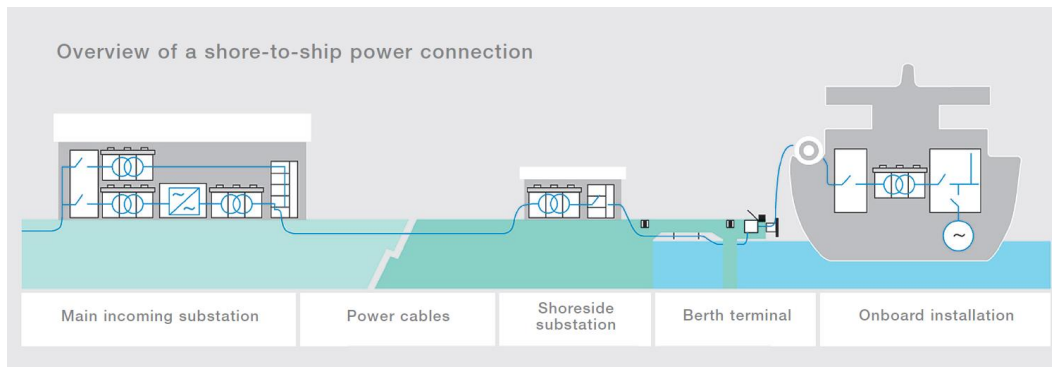 Overview of a shore-to-ship power connection
Main incoming substation
Power cables
Shoreside
substation
Berth terminal
Onboard installation